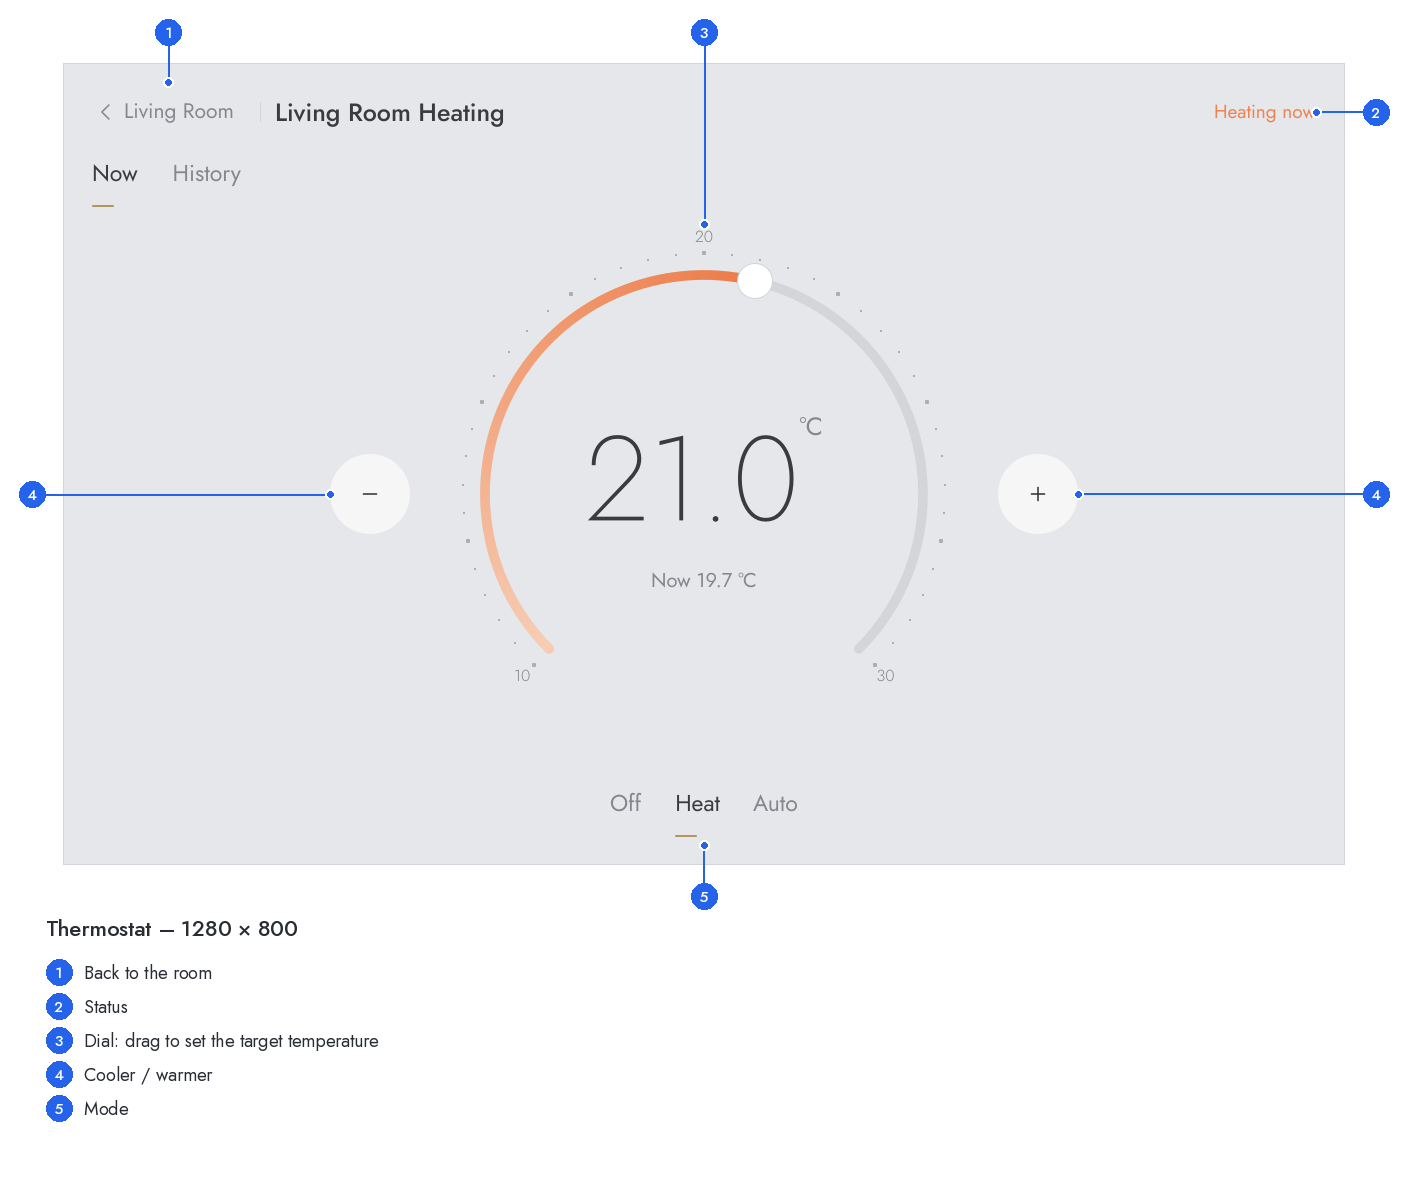 1
3
Living Room
Living Room Heating
Heating now
2
Now
History
20
21.0
°C
4
−
+
4
Now 19.7 °C
10
30
Off
Heat
Auto
5
Thermostat – 1280 × 800
1 Back to the room
2 Status
3 Dial: drag to set the target temperature
4 Cooler / warmer
5 Mode